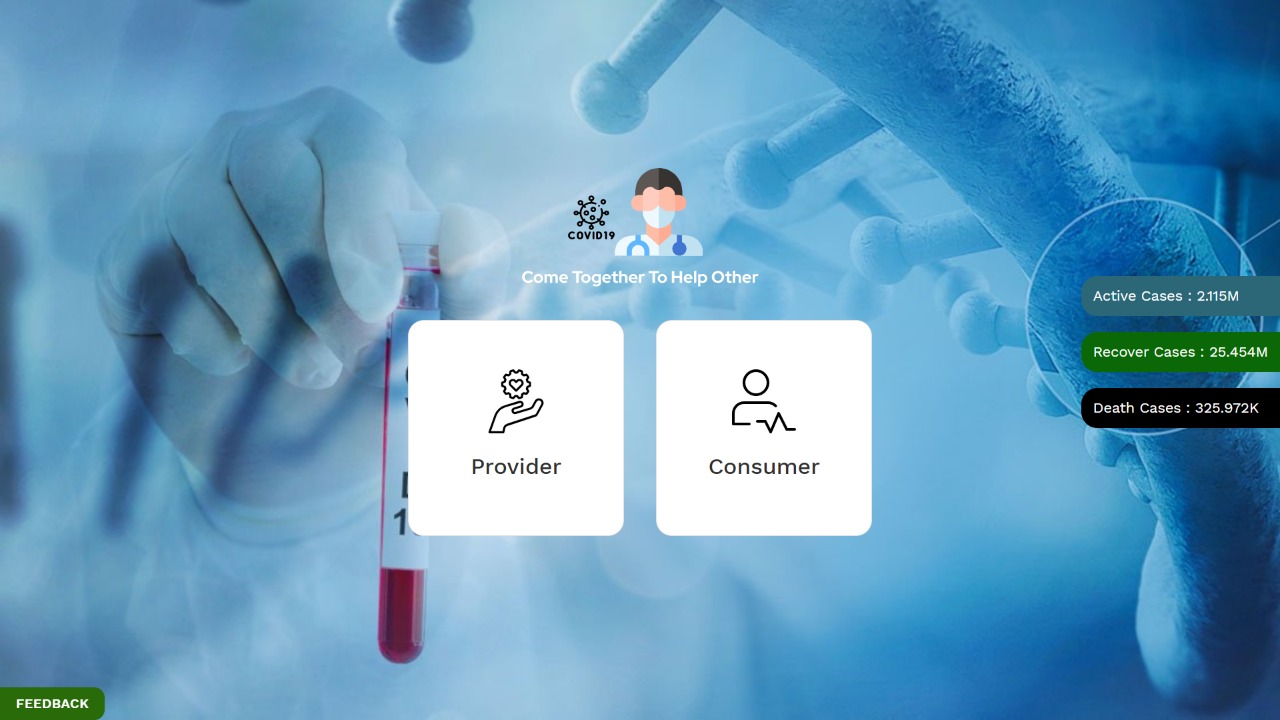 COVID19
Come Together To Help Other
Provider
Consumer
Active Cases : 2.115M
Recover Cases : 25.454M
Death Cases : 325.972K
FEEDBACK